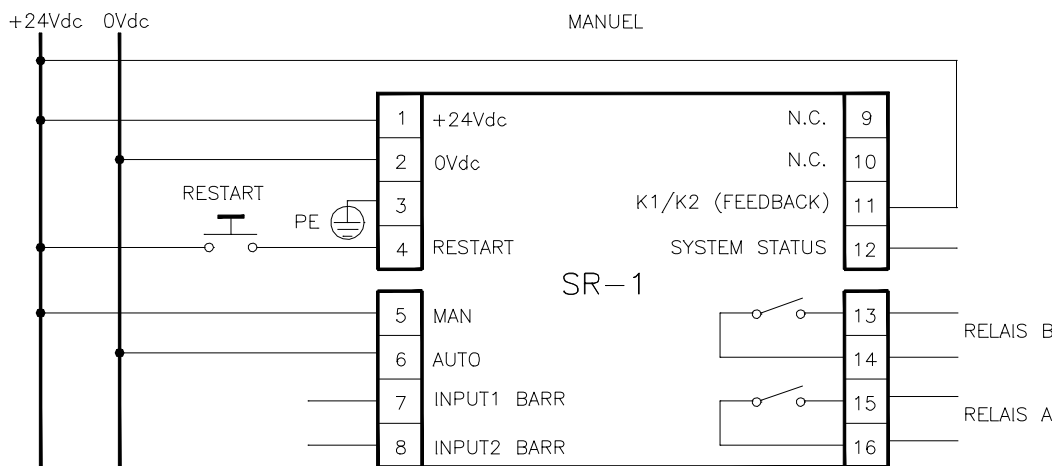 +24Vdc 0Vdc MANUEL
1 +24Vdc N.C. 9
2 0Vdc N.C. 10
RESTART
PE 3 K1/K2 (FEEDBACK) 11
4 RESTART SYSTEM STATUS 12
SR-1
5 MAN 13
RELAIS B
6 AUTO 14
7 INPUT1 BARR 15
RELAIS A
8 INPUT2 BARR 16